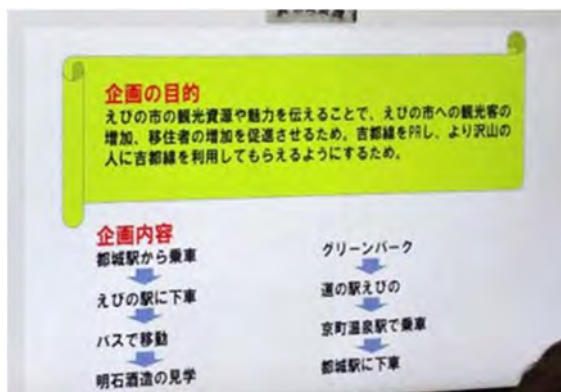 企画の目的
えびの市の観光資源や魅力を伝えることで、えびの市への観光客の
増加、移住者の増加を促進させるため。吉都線をPRし、より沢山の
人に吉都線を利用してもらえるようにするため。
企画内容
都城駅から乗車
えびの駅に下車
バスで移動
明石酒造の見学
グリーンパーク
道の駅えびの
京町温泉駅で乗車
都城駅に下車